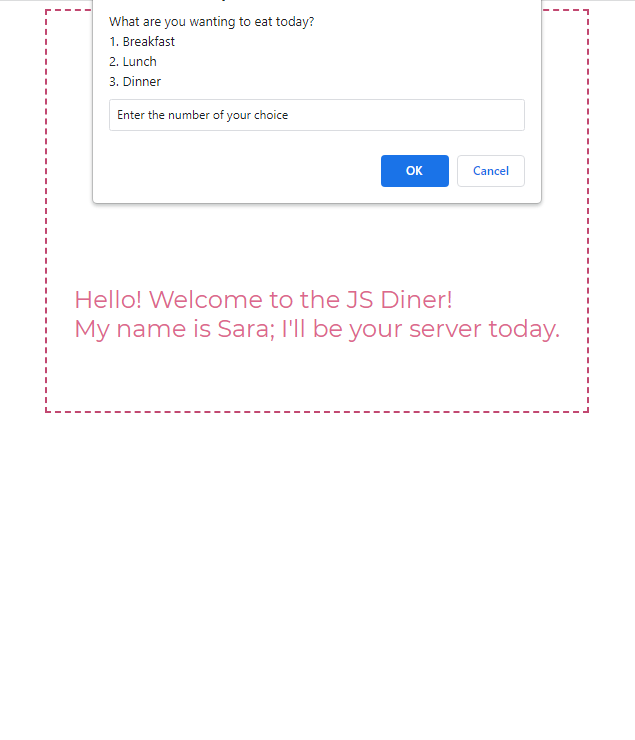 What are you wanting to eat today?
1. Breakfast
2. Lunch
3. Dinner
Enter the number of your choice
OK
Cancel
Hello! Welcome to the JS Diner!
My name is Sara; I'll be your server today.